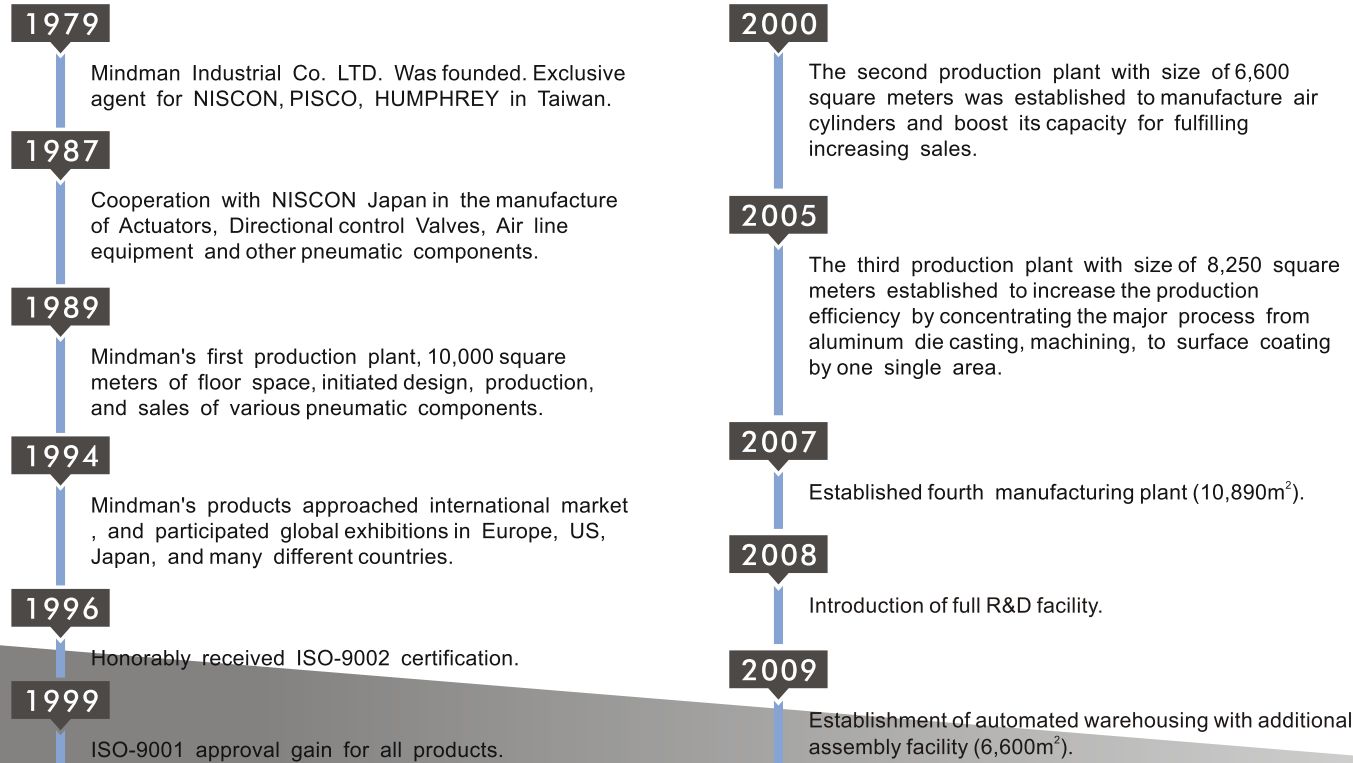 1979
Mindman Industrial Co. LTD. Was founded. Exclusive
agent for NISCON, PISCO, HUMPHREY in Taiwan.
1987
Cooperation with NISCON Japan in the manufacture
of Actuators, Directional control Valves, Air line
equipment and other pneumatic components.
1989
Mindman's first production plant, 10,000 square
meters of floor space, initiated design, production,
and sales of various pneumatic components.
1994
Mindman's products approached international market
, and participated global exhibitions in Europe, US,
Japan, and many different countries.
1996
Honorably received ISO-9002 certification.
1999
ISO-9001 approval gain for all products.
2000
The second production plant with size of 6,600
square meters was established to manufacture air
cylinders and boost its capacity for fulfilling
increasing sales.
2005
The third production plant with size of 8,250 square
meters established to increase the production
efficiency by concentrating the major process from
aluminum die casting, machining, to surface coating
by one single area.
2007
Established fourth manufacturing plant (10,890m²).
2008
Introduction of full R&D facility.
2009
Establishment of automated warehousing with additional
assembly facility (6,600m²).